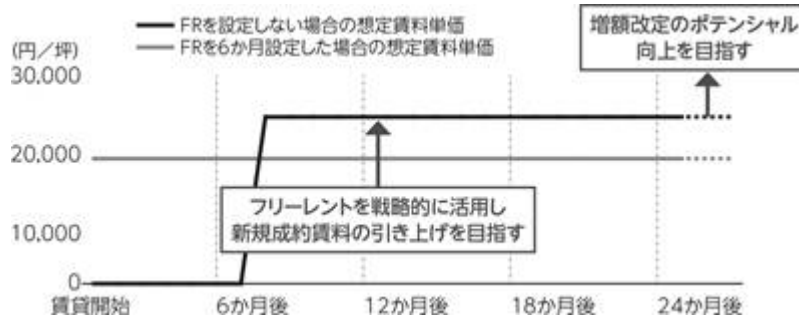 FRを設定しない場合の想定賃料単価
FRを6か月設定した場合の想定賃料単価
増額改定のポテンシャル
向上を目指す
(円／坪)
30.000
20.000
10.000
0
フリーレントを戦略的に活用し
新規成約賃料の引き上げを目指す
賃貸開始 6か月後 12か月後 18か月後 24か月後